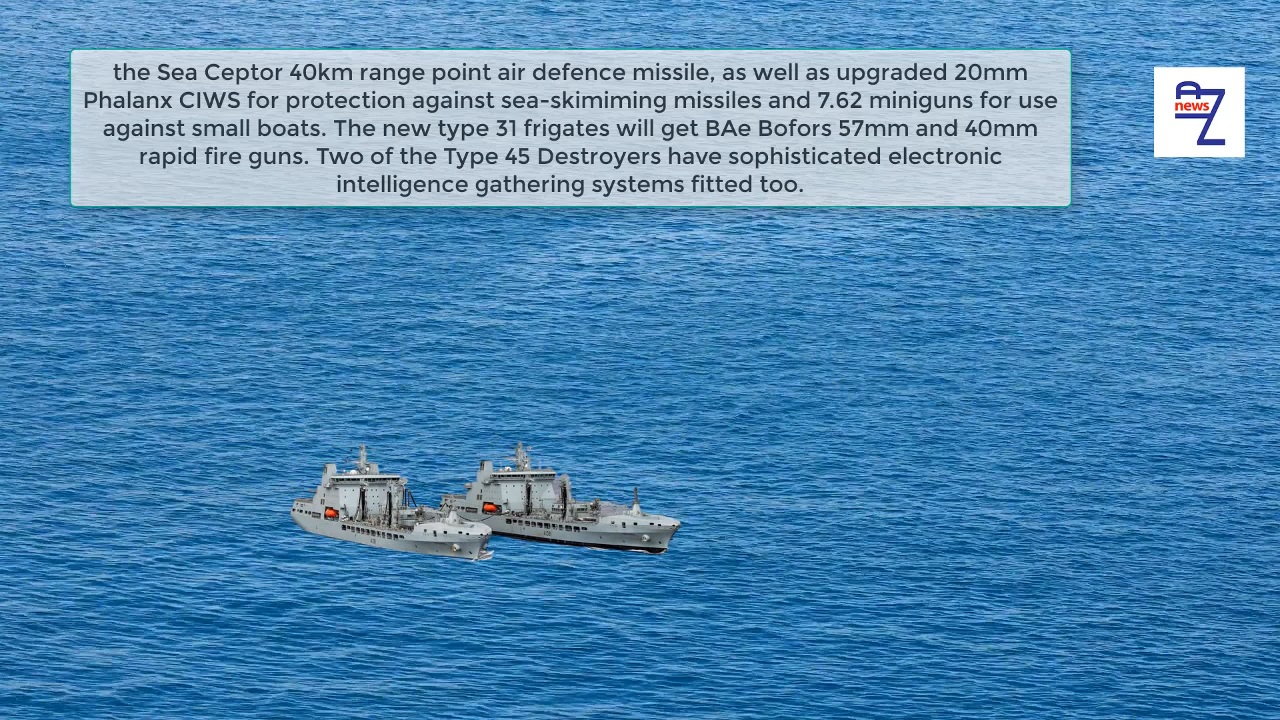 the Sea Ceptor 40km range point air defence missile, as well as upgraded 20mm
Phalanx CIWS for protection against sea-skimiming missiles and 7.62 miniguns for use
against small boats. The new type 31 frigates will get BAe Bofors 57mm and 40mm
rapid fire guns. Two of the Type 45 Destroyers have sophisticated electronic
intelligence gathering systems fitted too.
A
news
Z